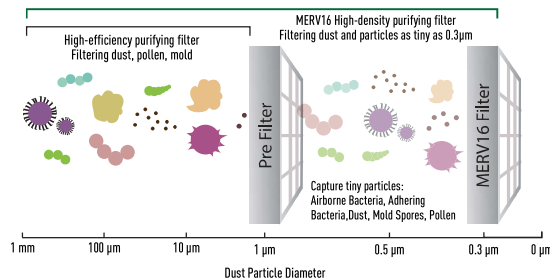 MERV16 High-density purifying filter
Filtering dust and particles as tiny as 0.3μm
High-efficiency purifying filter
Filtering dust, pollen, mold
Pre Filter
MERV16 Filter
Capture tiny particles:
Airborne Bacteria, Adhering
Bacteria,Dust, Mold Spores, Pollen
1 mm 100 μm 10 μm 1 μm 0.5 μm 0.3 μm 0 μm
Dust Particle Diameter